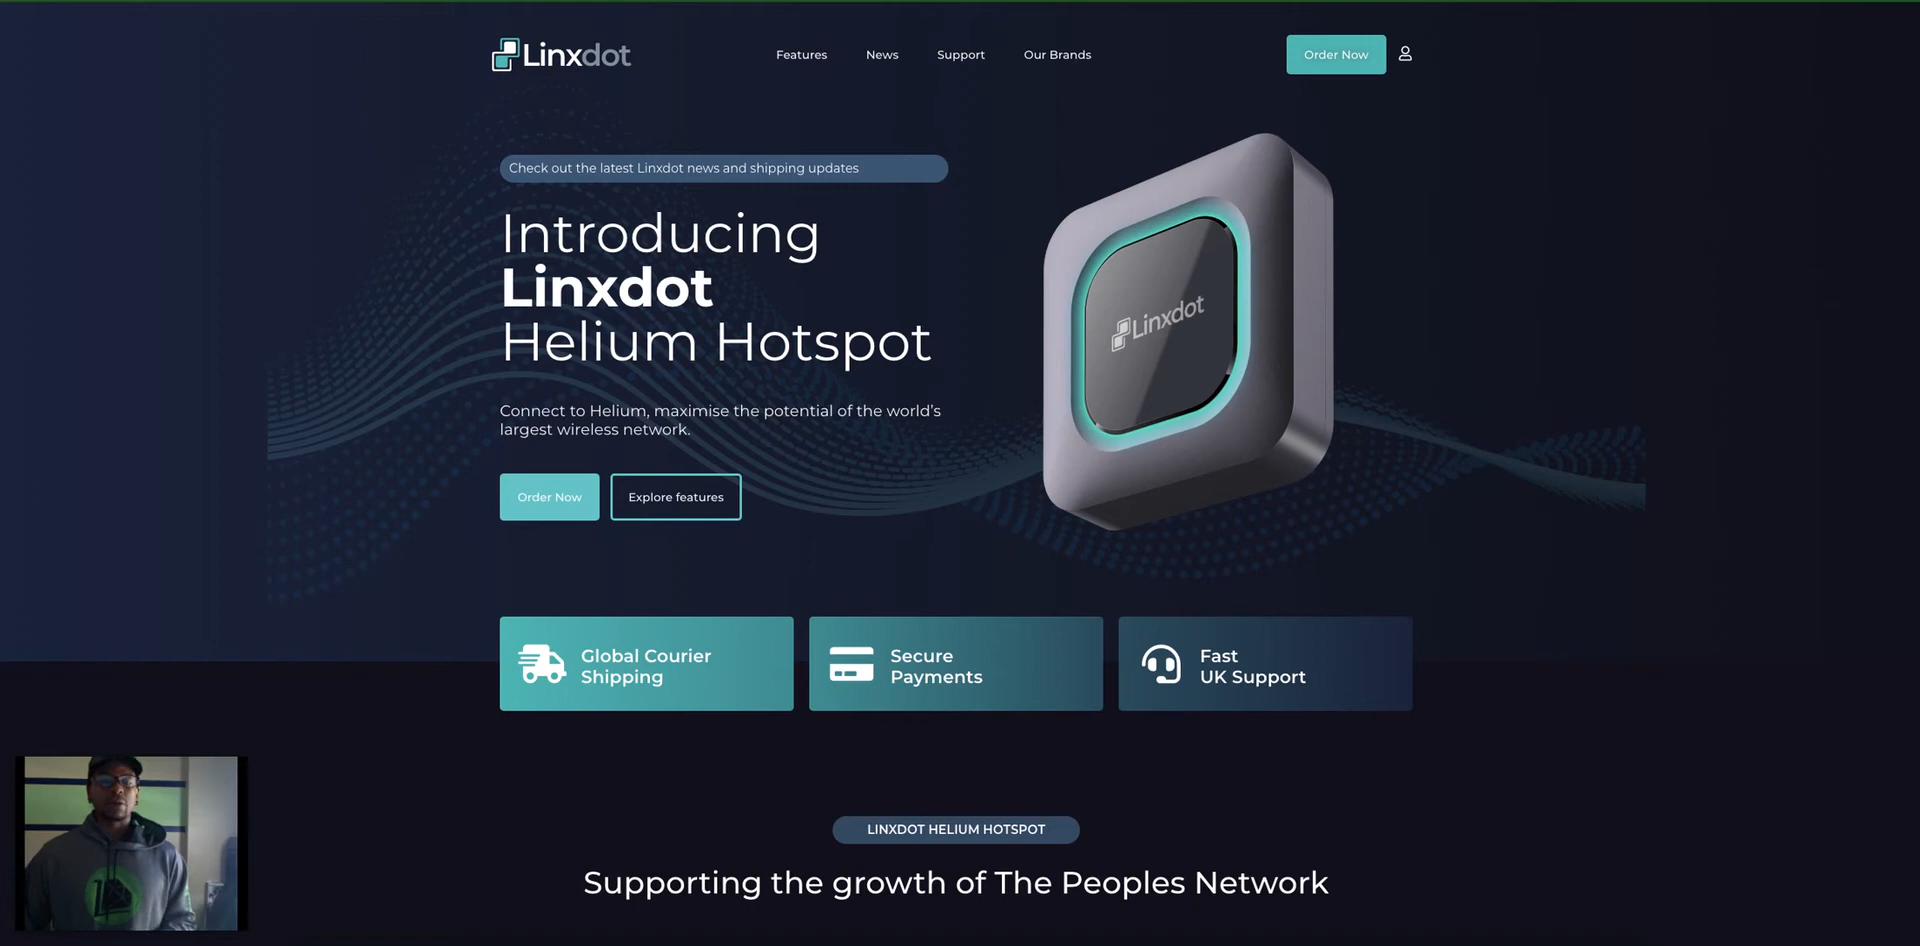 Linxdot
Features
News
Support
Our Brands
Order Now
Check out the latest Linxdot news and shipping updates
Introducing
Linxdot
Helium Hotspot
Connect to Helium, maximise the potential of the world's
largest wireless network.
Order Now
Explore features
Linxdot
Global Courier
Shipping
Secure
Payments
Fast
UK Support
LINXDOT HELIUM HOTSPOT
Supporting the growth of The Peoples Network